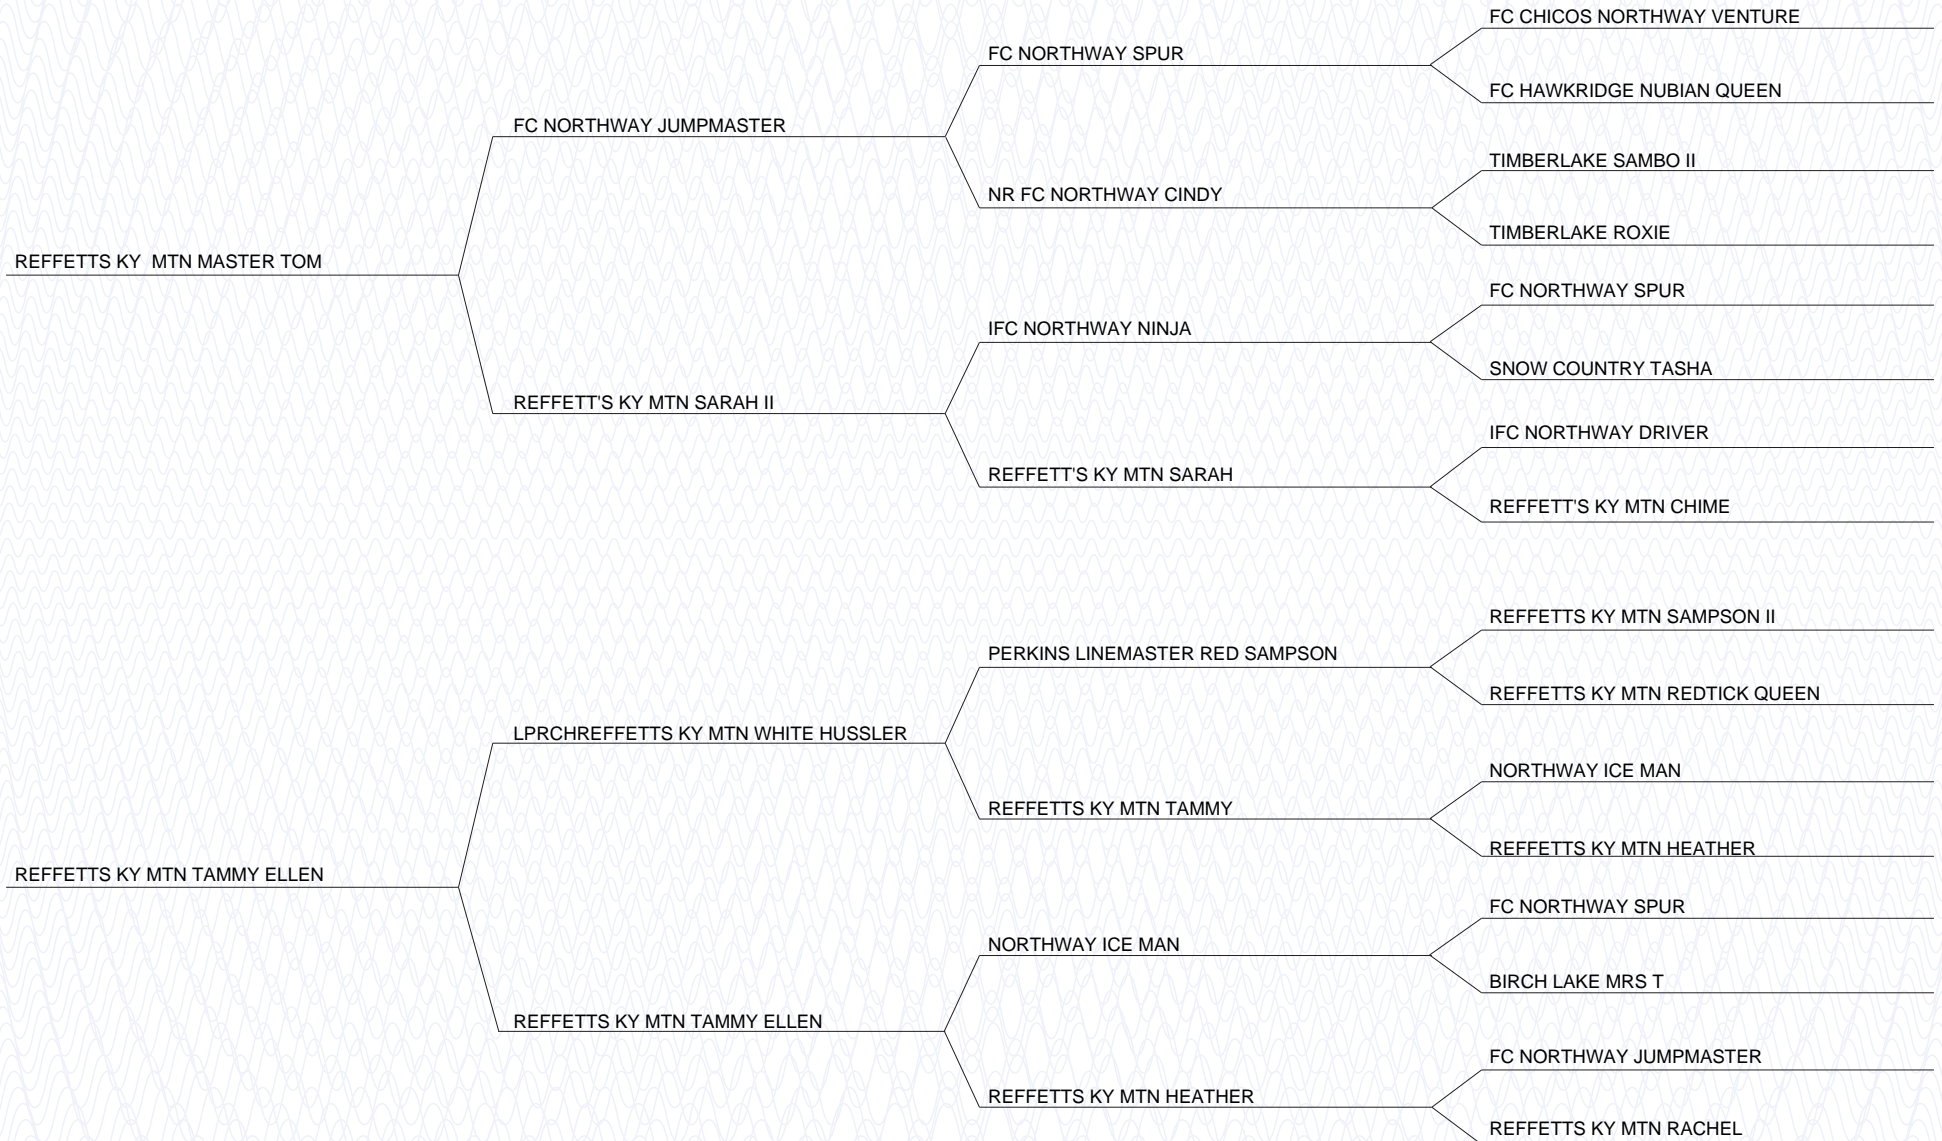 FC CHICOS NORTHWAY VENTURE
FC NORTHWAY SPUR
FC HAWKRIDGE NUBIAN QUEEN
FC NORTHWAY JUMPMASTER
TIMBERLAKE SAMBO II
NR FC NORTHWAY CINDY
TIMBERLAKE ROXIE
REFFETTS KY  MTN MASTER TOM
FC NORTHWAY SPUR
IFC NORTHWAY NINJA
SNOW COUNTRY TASHA
REFFETT'S KY MTN SARAH II
IFC NORTHWAY DRIVER
REFFETT'S KY MTN SARAH
REFFETT'S KY MTN CHIME
REFFETTS KY MTN SAMPSON II
PERKINS LINEMASTER RED SAMPSON
REFFETTS KY MTN REDTICK QUEEN
LPRCHREFFETTS KY MTN WHITE HUSSLER
NORTHWAY ICE MAN
REFFETTS KY MTN TAMMY
REFFETTS KY MTN HEATHER
REFFETTS KY MTN TAMMY ELLEN
FC NORTHWAY SPUR
NORTHWAY ICE MAN
BIRCH LAKE MRS T
REFFETTS KY MTN TAMMY ELLEN
FC NORTHWAY JUMPMASTER
REFFETTS KY MTN HEATHER
REFFETTS KY MTN RACHEL